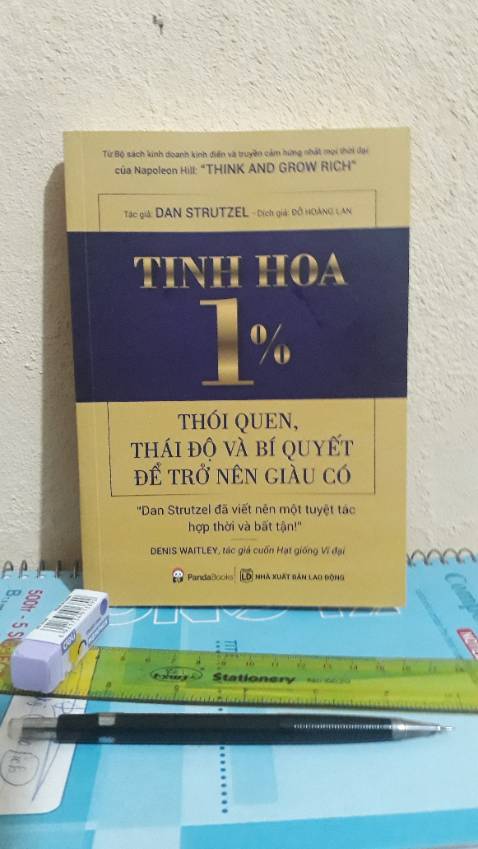 Từ Bộ sách kinh doanh kinh điển và truyền cảm hứng nhất mọi thời đại
của Napoleon Hill: "THINK AND GROW RICH"
Tác giả: DAN STRUTZEL - Dịch giả: ĐỖ HOÀNG LAN
TINH HOA
1%
THÓI QUEN,
THÁI ĐỘ VÀ BÍ QUYẾT
ĐỂ TRỞ NÊN GIÀU CÓ
"Dan Strutzel đã viết nên một tuyệt tác
hợp thời và bất tận!"
DENIS WAITLEY, tác giả cuốn Hạt giống Vĩ đại
PandaBooks
LĐ NHÀ XUẤT BẢN LAO ĐỘNG
Stationery